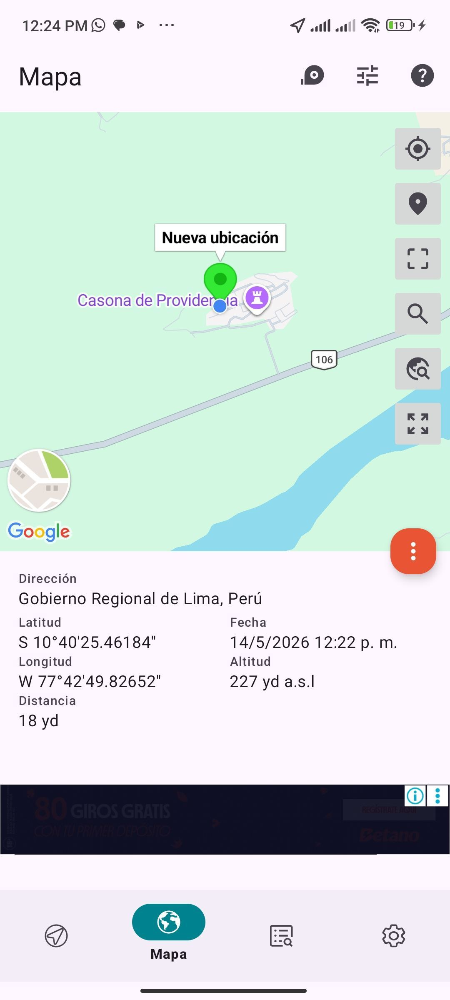 12:24 PM
19
Mapa
Nueva ubicación
Casona de Providencia
106
Google
Dirección
Gobierno Regional de Lima, Perú
Latitud
Fecha
S 10°40'25.46184"
14/5/2026 12:22 p. m.
Longitud
Altitud
W 77°42'49.82652"
227 yd a.s.l
Distancia
18 yd
80 GIROS GRATIS
CON TU PRIMER DEPÓSITO
REGÍSTRATE AQUÍ
Betano
18+
Mapa